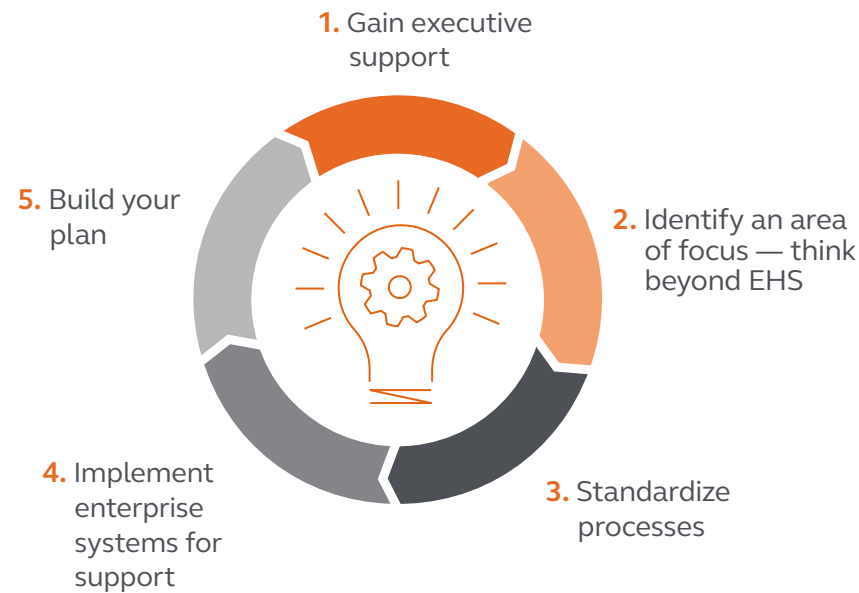 1. Gain executive
support
2. Identify an area
of focus — think
beyond EHS
3. Standardize
processes
4. Implement
enterprise
systems for
support
5. Build your
plan